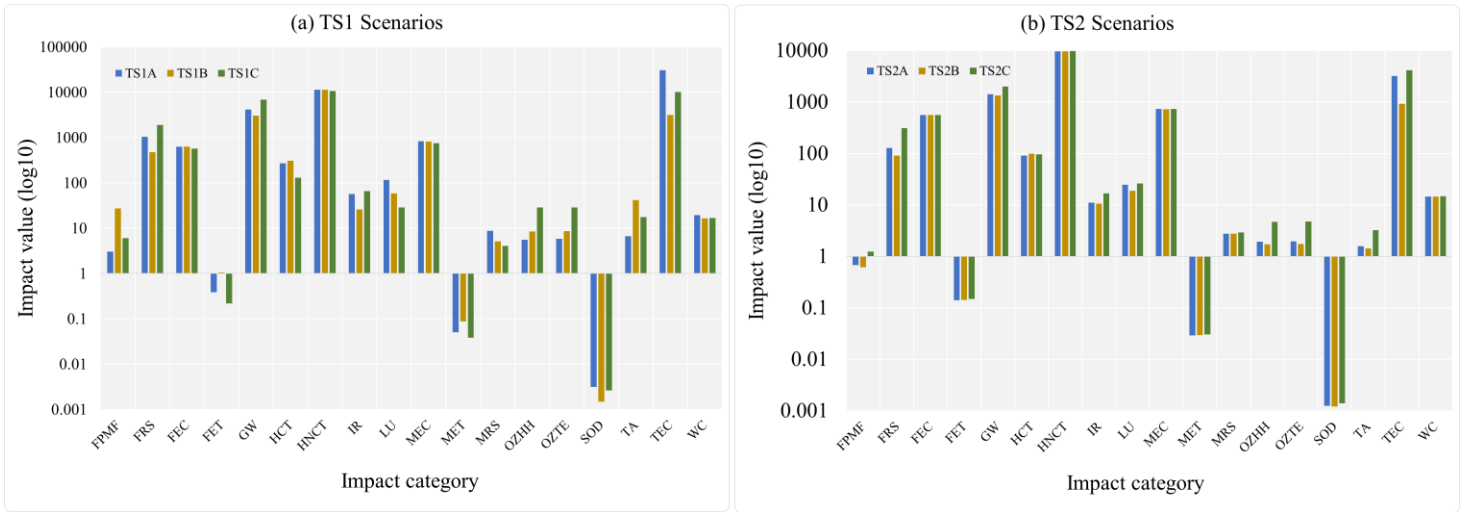 (a) TS1 Scenarios
TS1A TS1B TS1C
Impact value (log10)
100000
10000
1000
100
10
1
0.1
0.01
0.001
FPMF FRS FEC FET GW HCT HNCT IR LU MEC MET MRS OZHH OZTE SOD TA TEC WC
Impact category
(b) TS2 Scenarios
TS2A TS2B TS2C
Impact value (log10)
10000
1000
100
10
1
0.1
0.01
0.001
FPMF FRS FEC FET GW HCT HNCT IR LU MEC MET MRS OZHH OZTE SOD TA TEC WC
Impact category